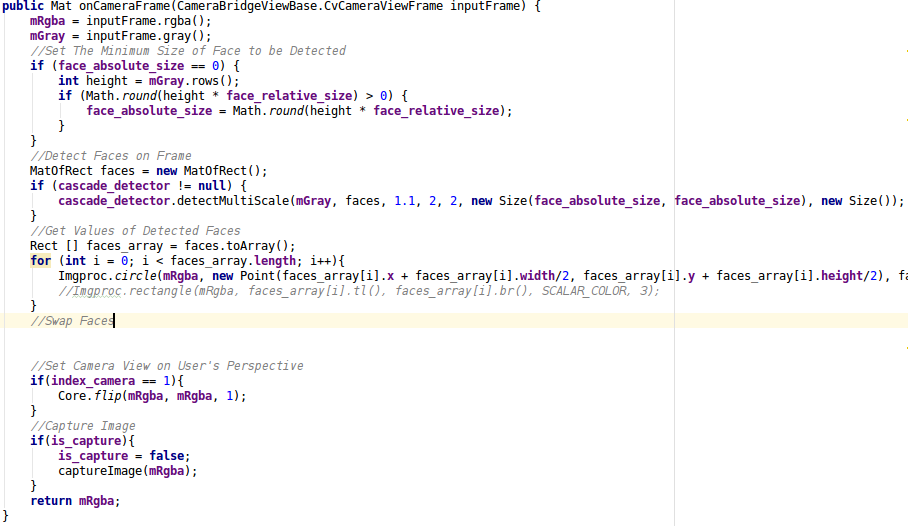 public Mat onCameraFrame(CameraBridgeViewBase.CvCameraViewFrame inputFrame) {
    mRgba = inputFrame.rgba();
    mGray = inputFrame.gray();
    //Set The Minimum Size of Face to be Detected
    if (face_absolute_size == 0) {
        int height = mGray.rows();
        if (Math.round(height * face_relative_size) > 0) {
            face_absolute_size = Math.round(height * face_relative_size);
        }
    }
    //Detect Faces on Frame
    MatOfRect faces = new MatOfRect();
    if (cascade_detector != null) {
        cascade_detector.detectMultiScale(mGray, faces, 1.1, 2, 2, new Size(face_absolute_size, face_absolute_size), new Size());
    }
    //Get Values of Detected Faces
    Rect [] faces_array = faces.toArray();
    for (int i = 0; i < faces_array.length; i++){
        Imgproc.circle(mRgba, new Point(faces_array[i].x + faces_array[i].width/2, faces_array[i].y + faces_array[i].height/2), fa
        //Imgproc.rectangle(mRgba, faces_array[i].tl(), faces_array[i].br(), SCALAR_COLOR, 3);
    }
    //Swap Faces
    //Set Camera View on User's Perspective
    if(index_camera == 1){
        Core.flip(mRgba, mRgba, 1);
    }
    //Capture Image
    if(is_capture){
        is_capture = false;
        captureImage(mRgba);
    }
    return mRgba;
}